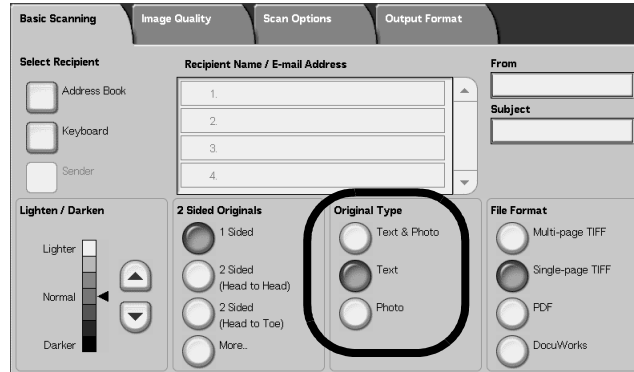 Basic Scanning
Image Quality
Scan Options
Output Format
Select Recipient
Address Book
Keyboard
Sender
Recipient Name / E-mail Address
1.
2.
3.
4.
From
Subject
Lighten / Darken
Lighter
Normal
Darker
2 Sided Originals
1 Sided
2 Sided
(Head to Head)
2 Sided
(Head to Toe)
More..
Original Type
Text & Photo
Text
Photo
File Format
Multi-page TIFF
Single-page TIFF
PDF
DocuWorks